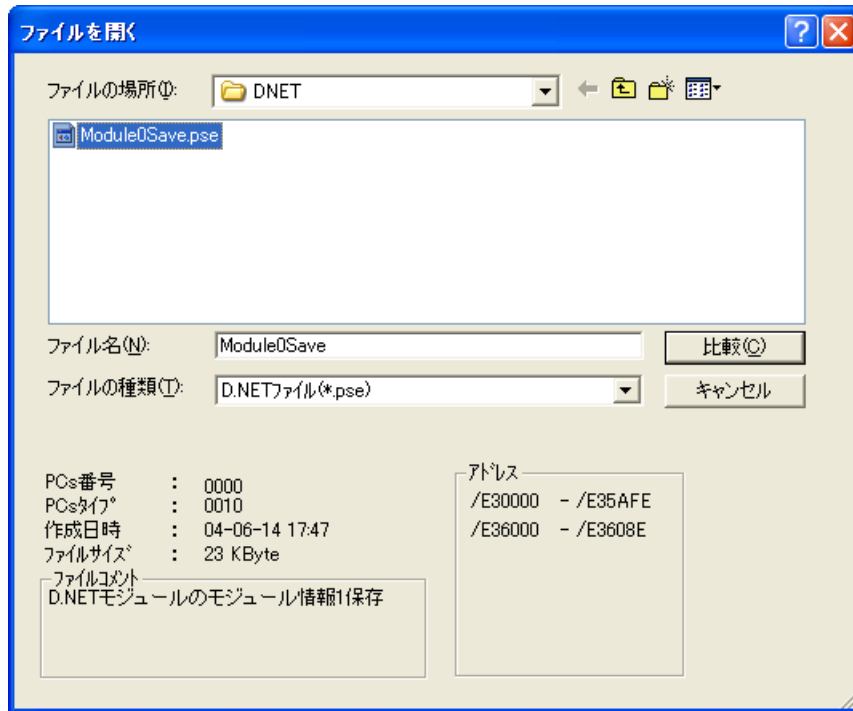 ファイルを開く
ファイルの場所(I): DNET
Module0Save.pse
ファイル名(N): Module0Save 比較(C)
ファイルの種類(T): D.NETファイル(*.pse) キャンセル
PCs番号 : 0000
PCsタイプ : 0010
作成日時 : 04-06-14 17:47
ファイルサイズ : 23 KByte
ファイルコメント
D.NETモジュールのモジュール情報1保存
アドレス
/E30000 - /E35AFE
/E36000 - /E3608E